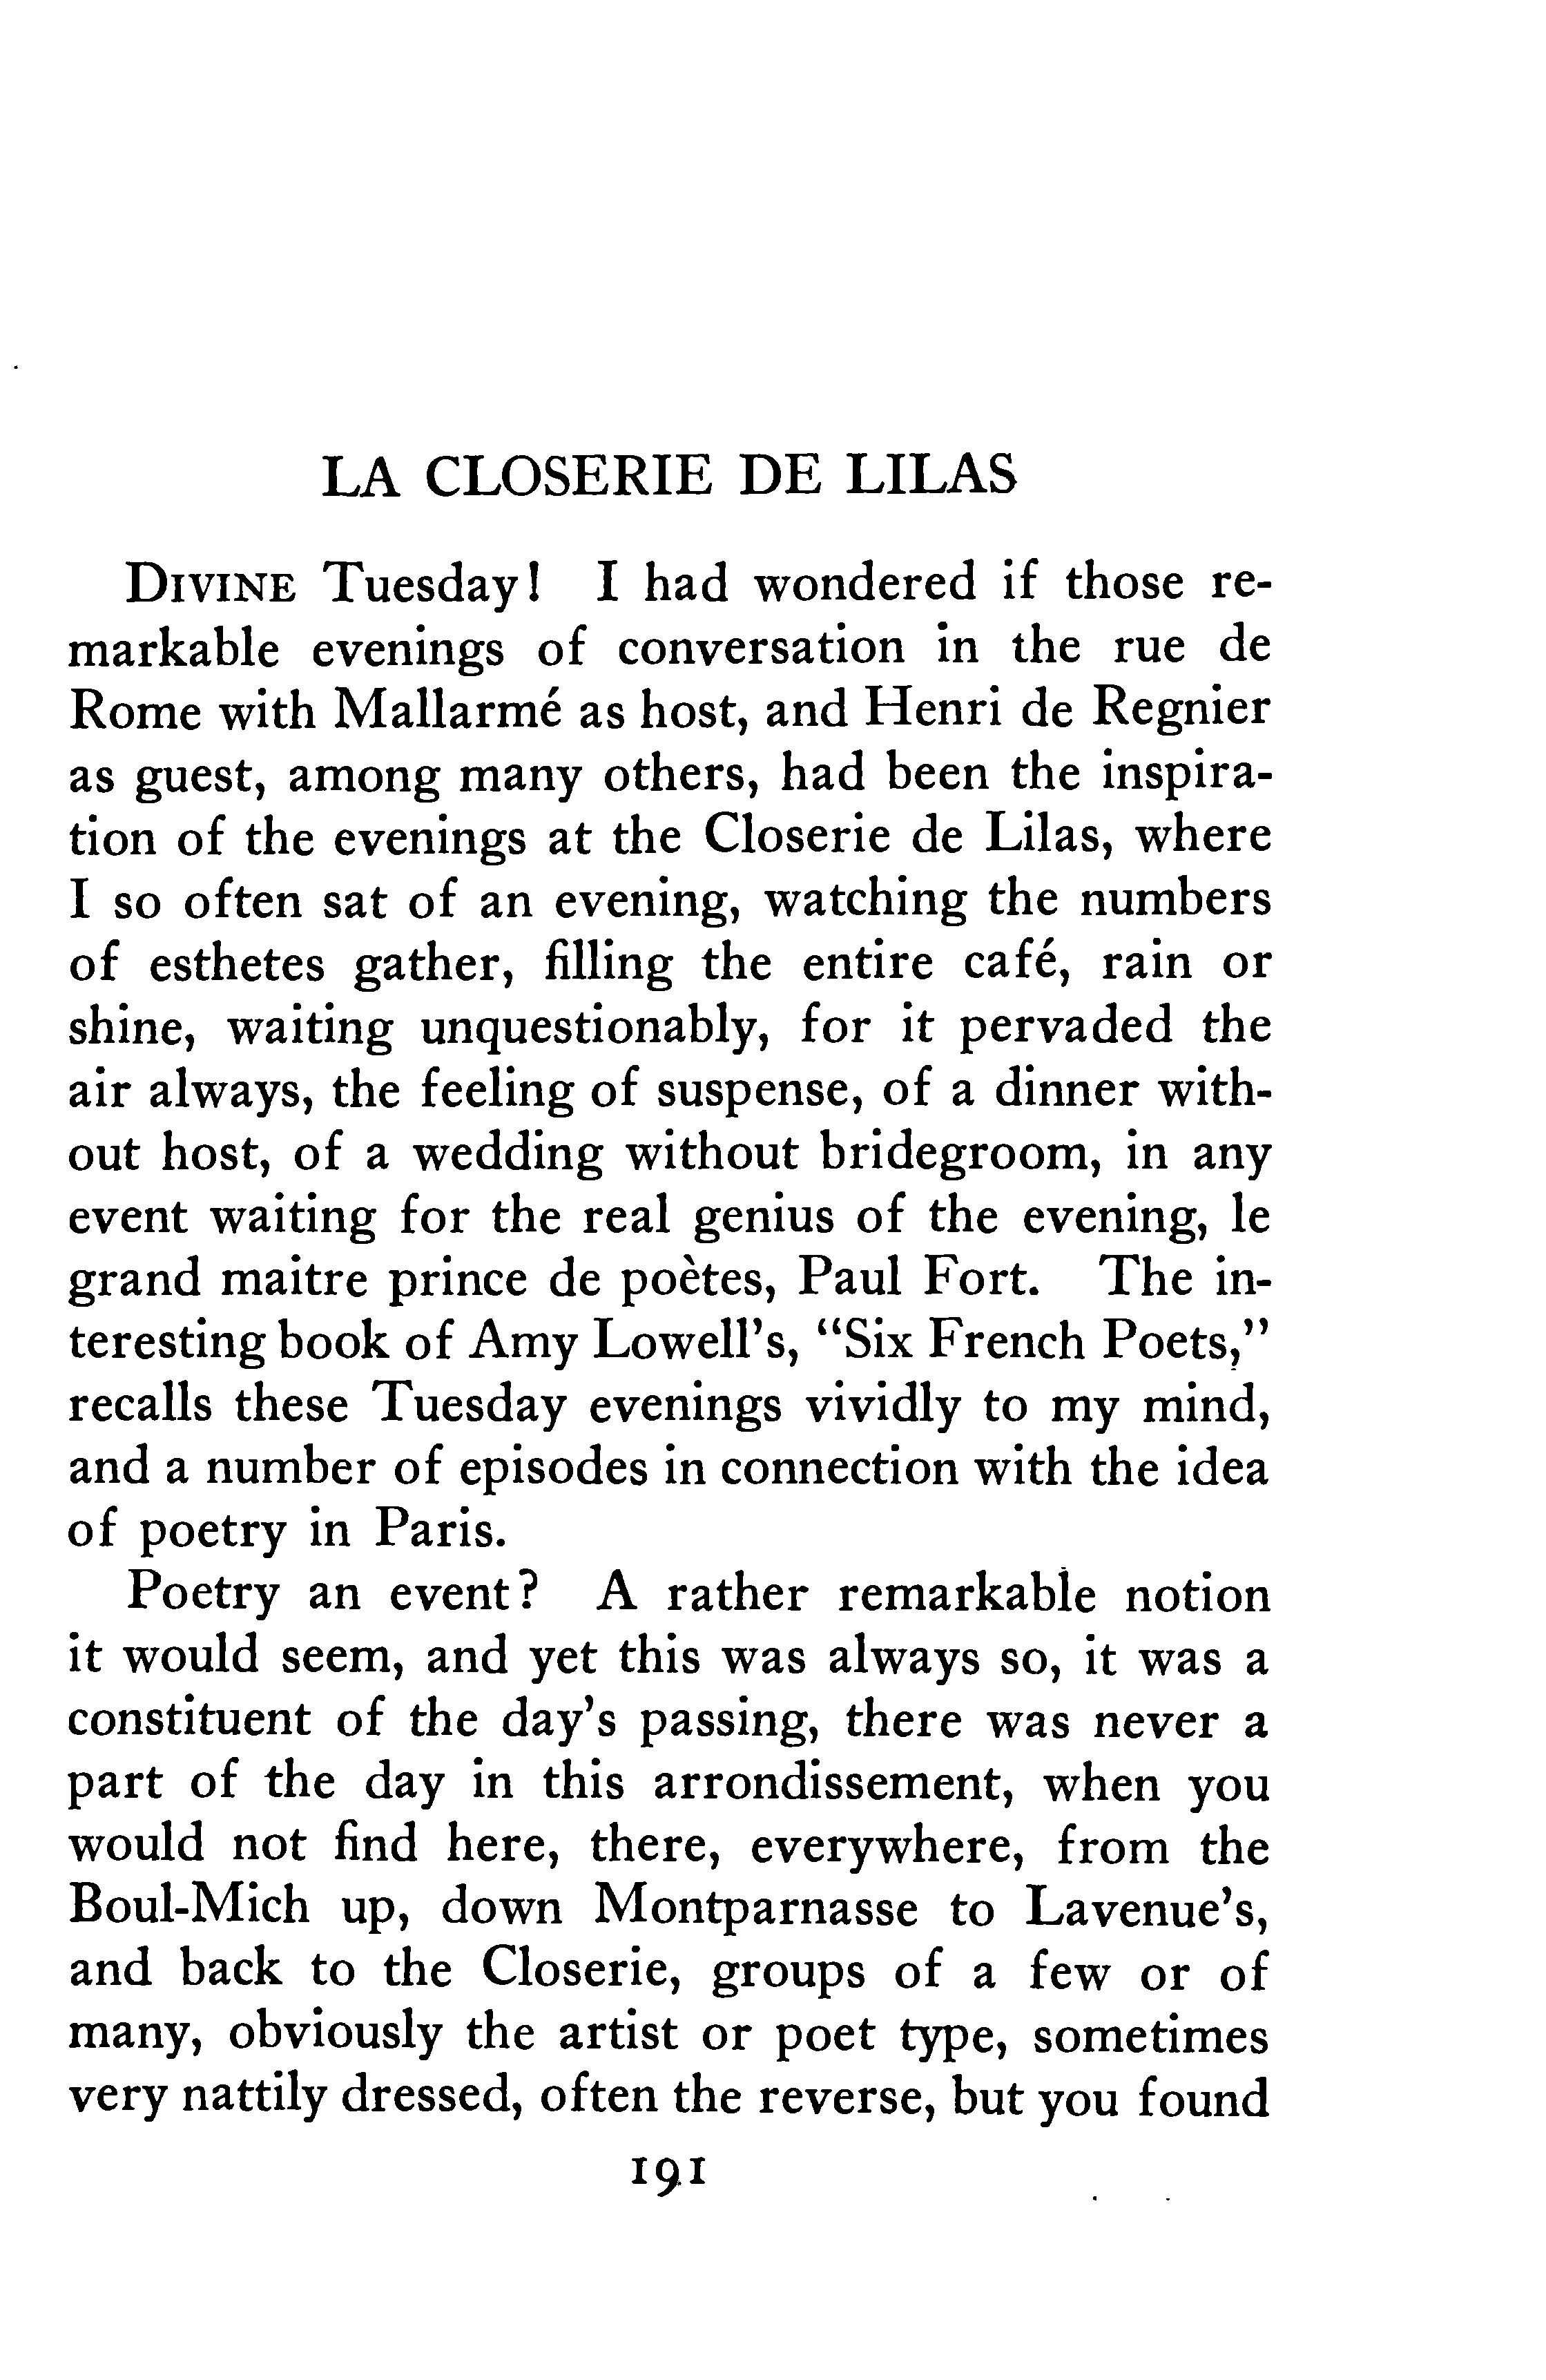 LA CLOSERIE DE LILAS
DIVINE Tuesday! I had wondered if those re-
markable evenings of conversation in the rue de
Rome with Mallarmé as host, and Henri de Regnier
as guest, among many others, had been the inspira-
tion of the evenings at the Closerie de Lilas, where
I so often sat of an evening, watching the numbers
of esthetes gather, filling the entire café, rain or
shine, waiting unquestionably, for it pervaded the
air always, the feeling of suspense, of a dinner with-
out host, of a wedding without bridegroom, in any
event waiting for the real genius of the evening, le
grand maitre prince de poètes, Paul Fort. The in-
teresting book of Amy Lowell's, "Six French Poets,"
recalls these Tuesday evenings vividly to my mind,
and a number of episodes in connection with the idea
of poetry in Paris.
Poetry an event? A rather remarkable notion
it would seem, and yet this was always so, it was a
constituent of the day's passing, there was never a
part of the day in this arrondissement, when you
would not find here, there, everywhere, from the
Boul-Mich up, down Montparnasse to Lavenue's,
and back to the Closerie, groups of a few or of
many, obviously the artist or poet type, sometimes
very nattily dressed, often the reverse, but you found
191